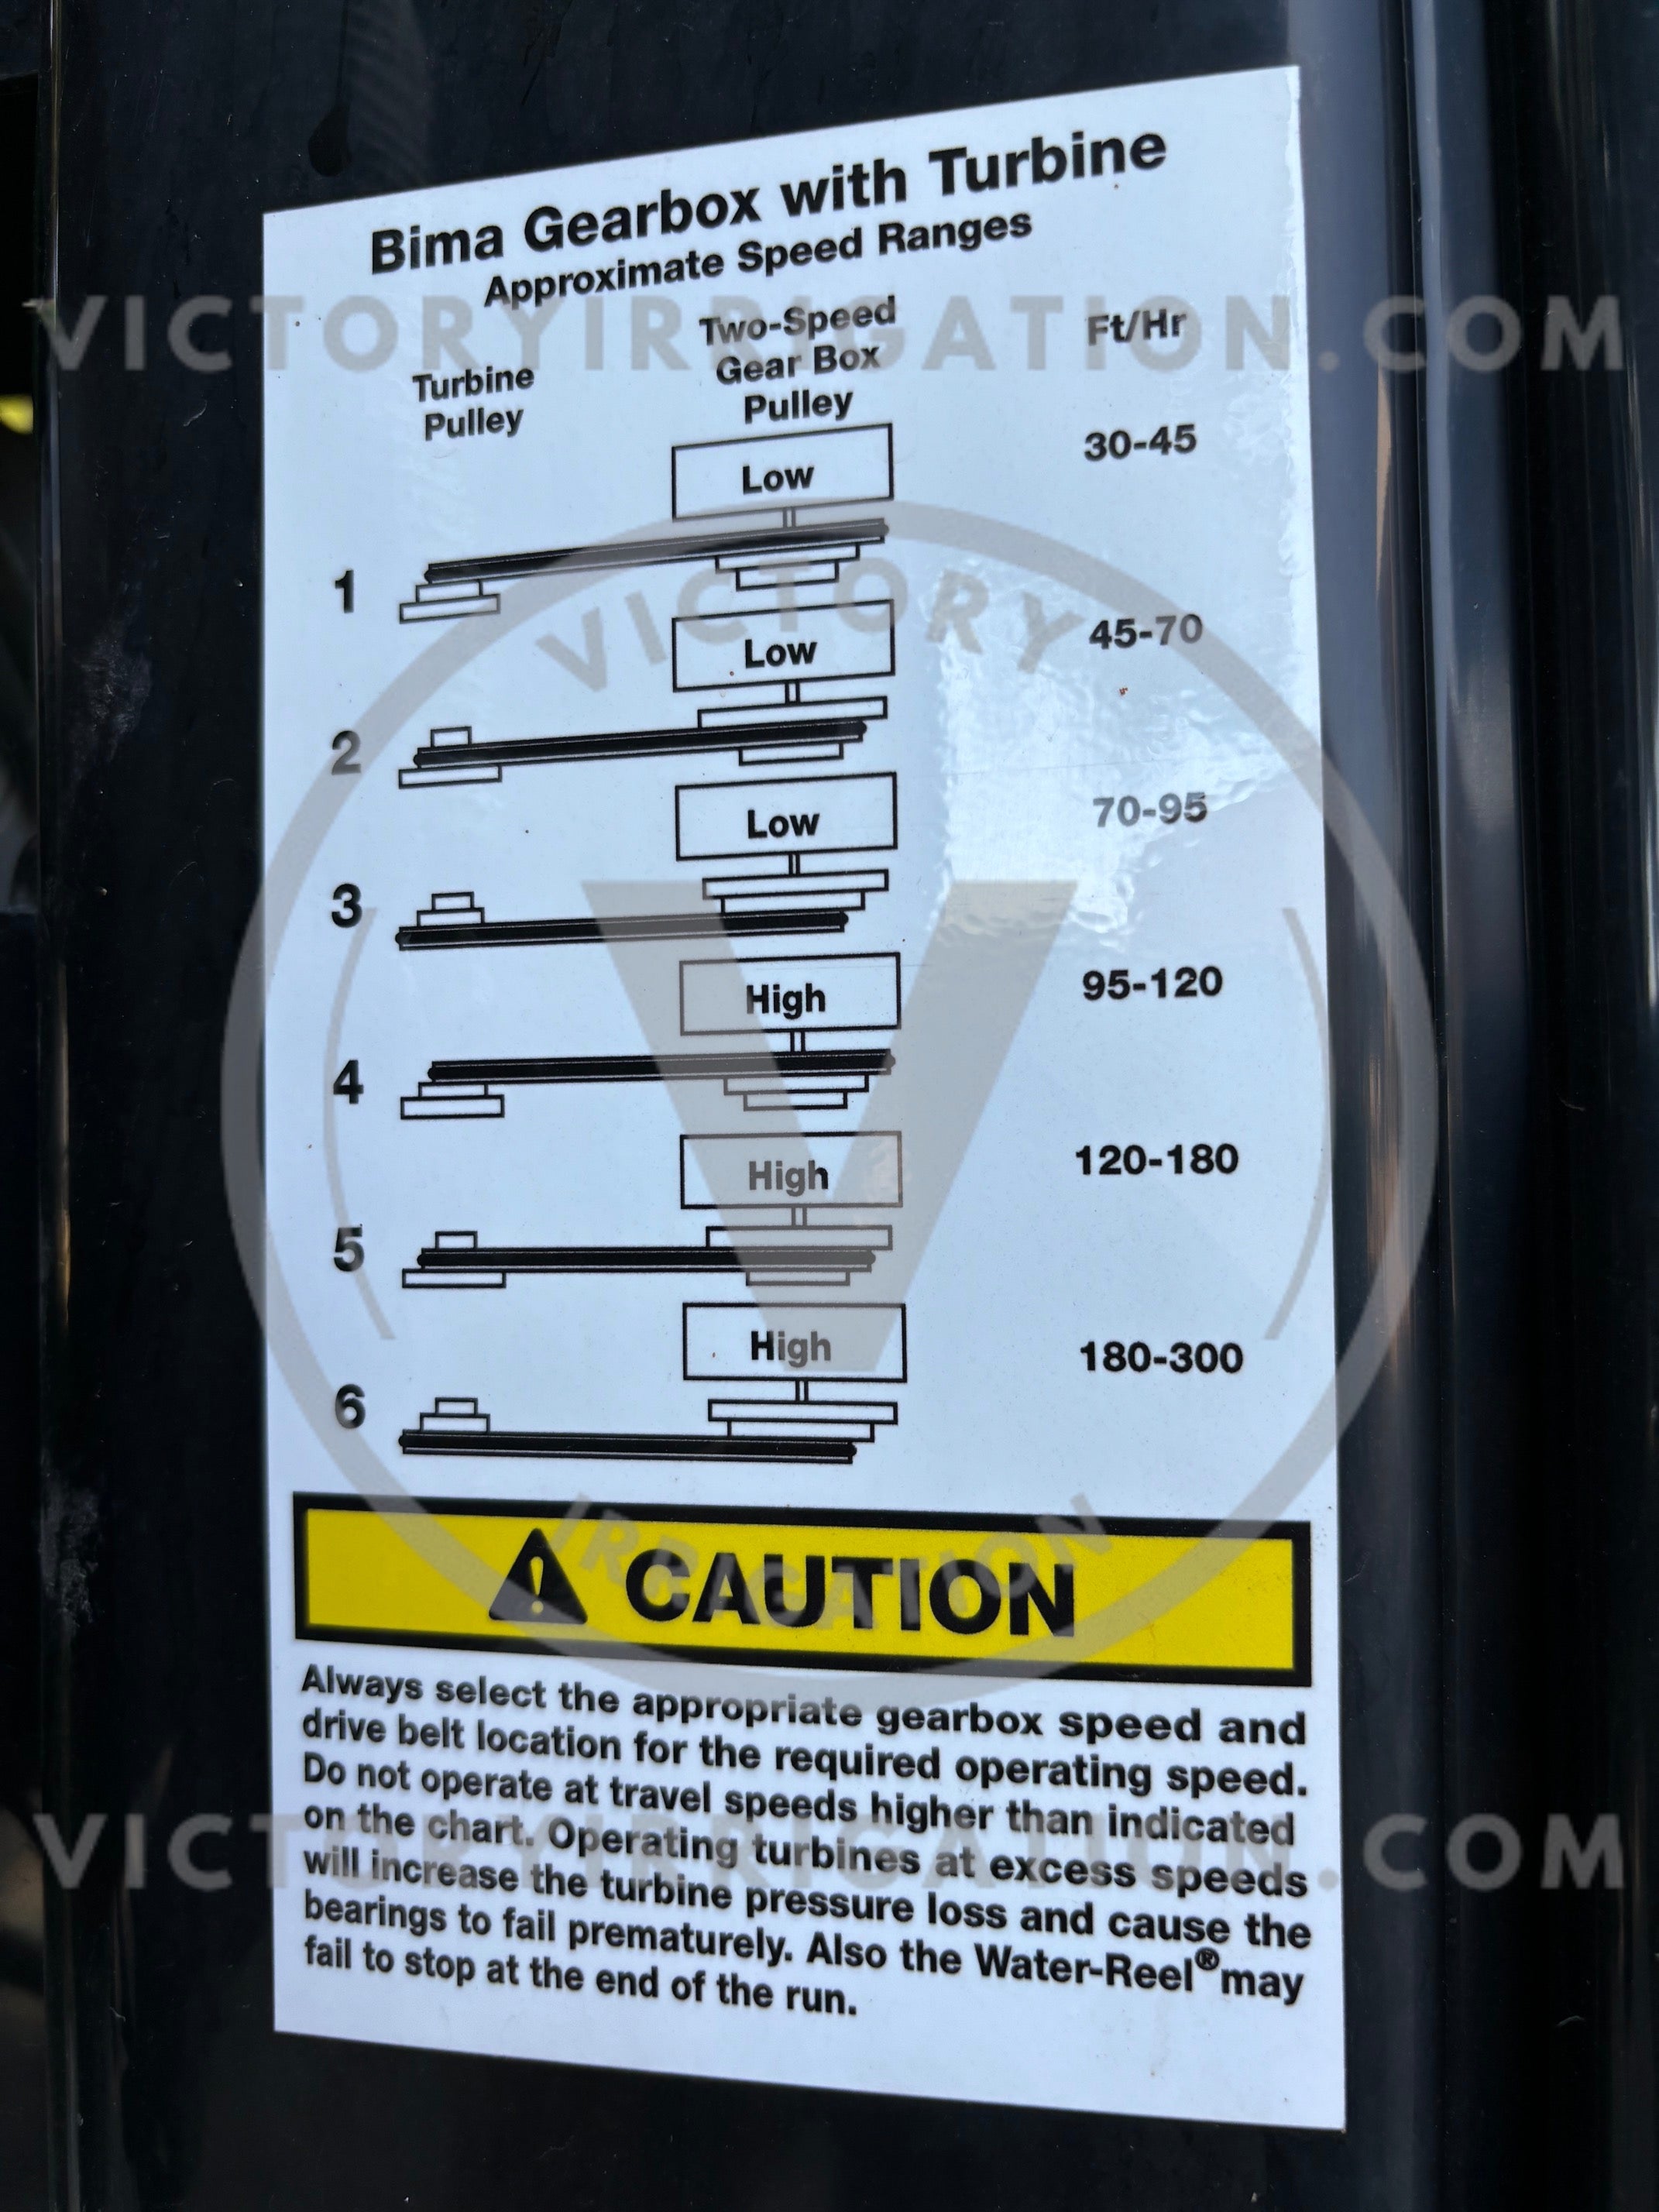 Bima Gearbox with Turbine
Approximate Speed Ranges
VICTORYIRRIGATION.COM
Turbine
Pulley
Two-Speed
Gear Box
Pulley
Ft/Hr
Low
30-45
1
VICTORY
Low
45-70
2
Low
70-95
3
V
High
95-120
4
High
120-180
5
High
180-300
6
IRRIGATION
! CAUTION
Always select the appropriate gearbox speed and
drive belt location for the required operating speed.
Do not operate at travel speeds higher than indicated
on the chart. Operating turbines at excess speeds
VICTORYIRRIGATION.COM
will increase the turbine pressure loss and cause the
bearings to fail prematurely. Also the Water-Reel® may
fail to stop at the end of the run.